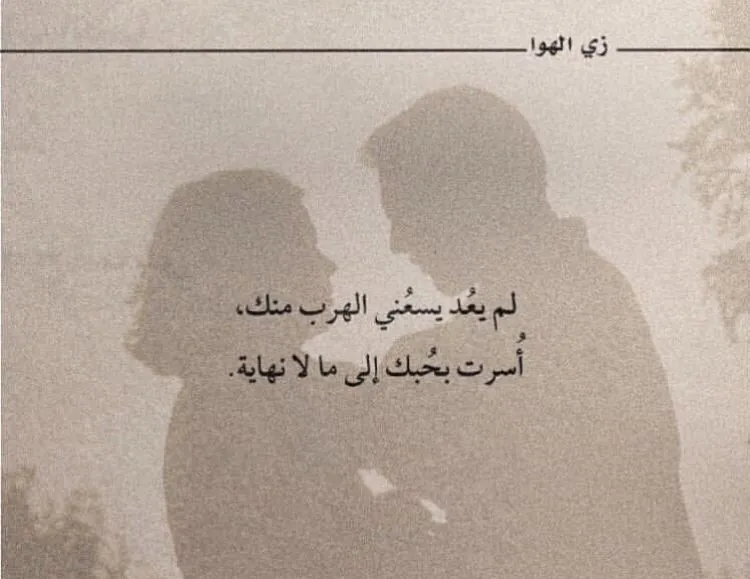 زي الهوا
لم يعُد يسعُني الهرب منك،
أُسرت بحُبك إلى ما لا نهاية.